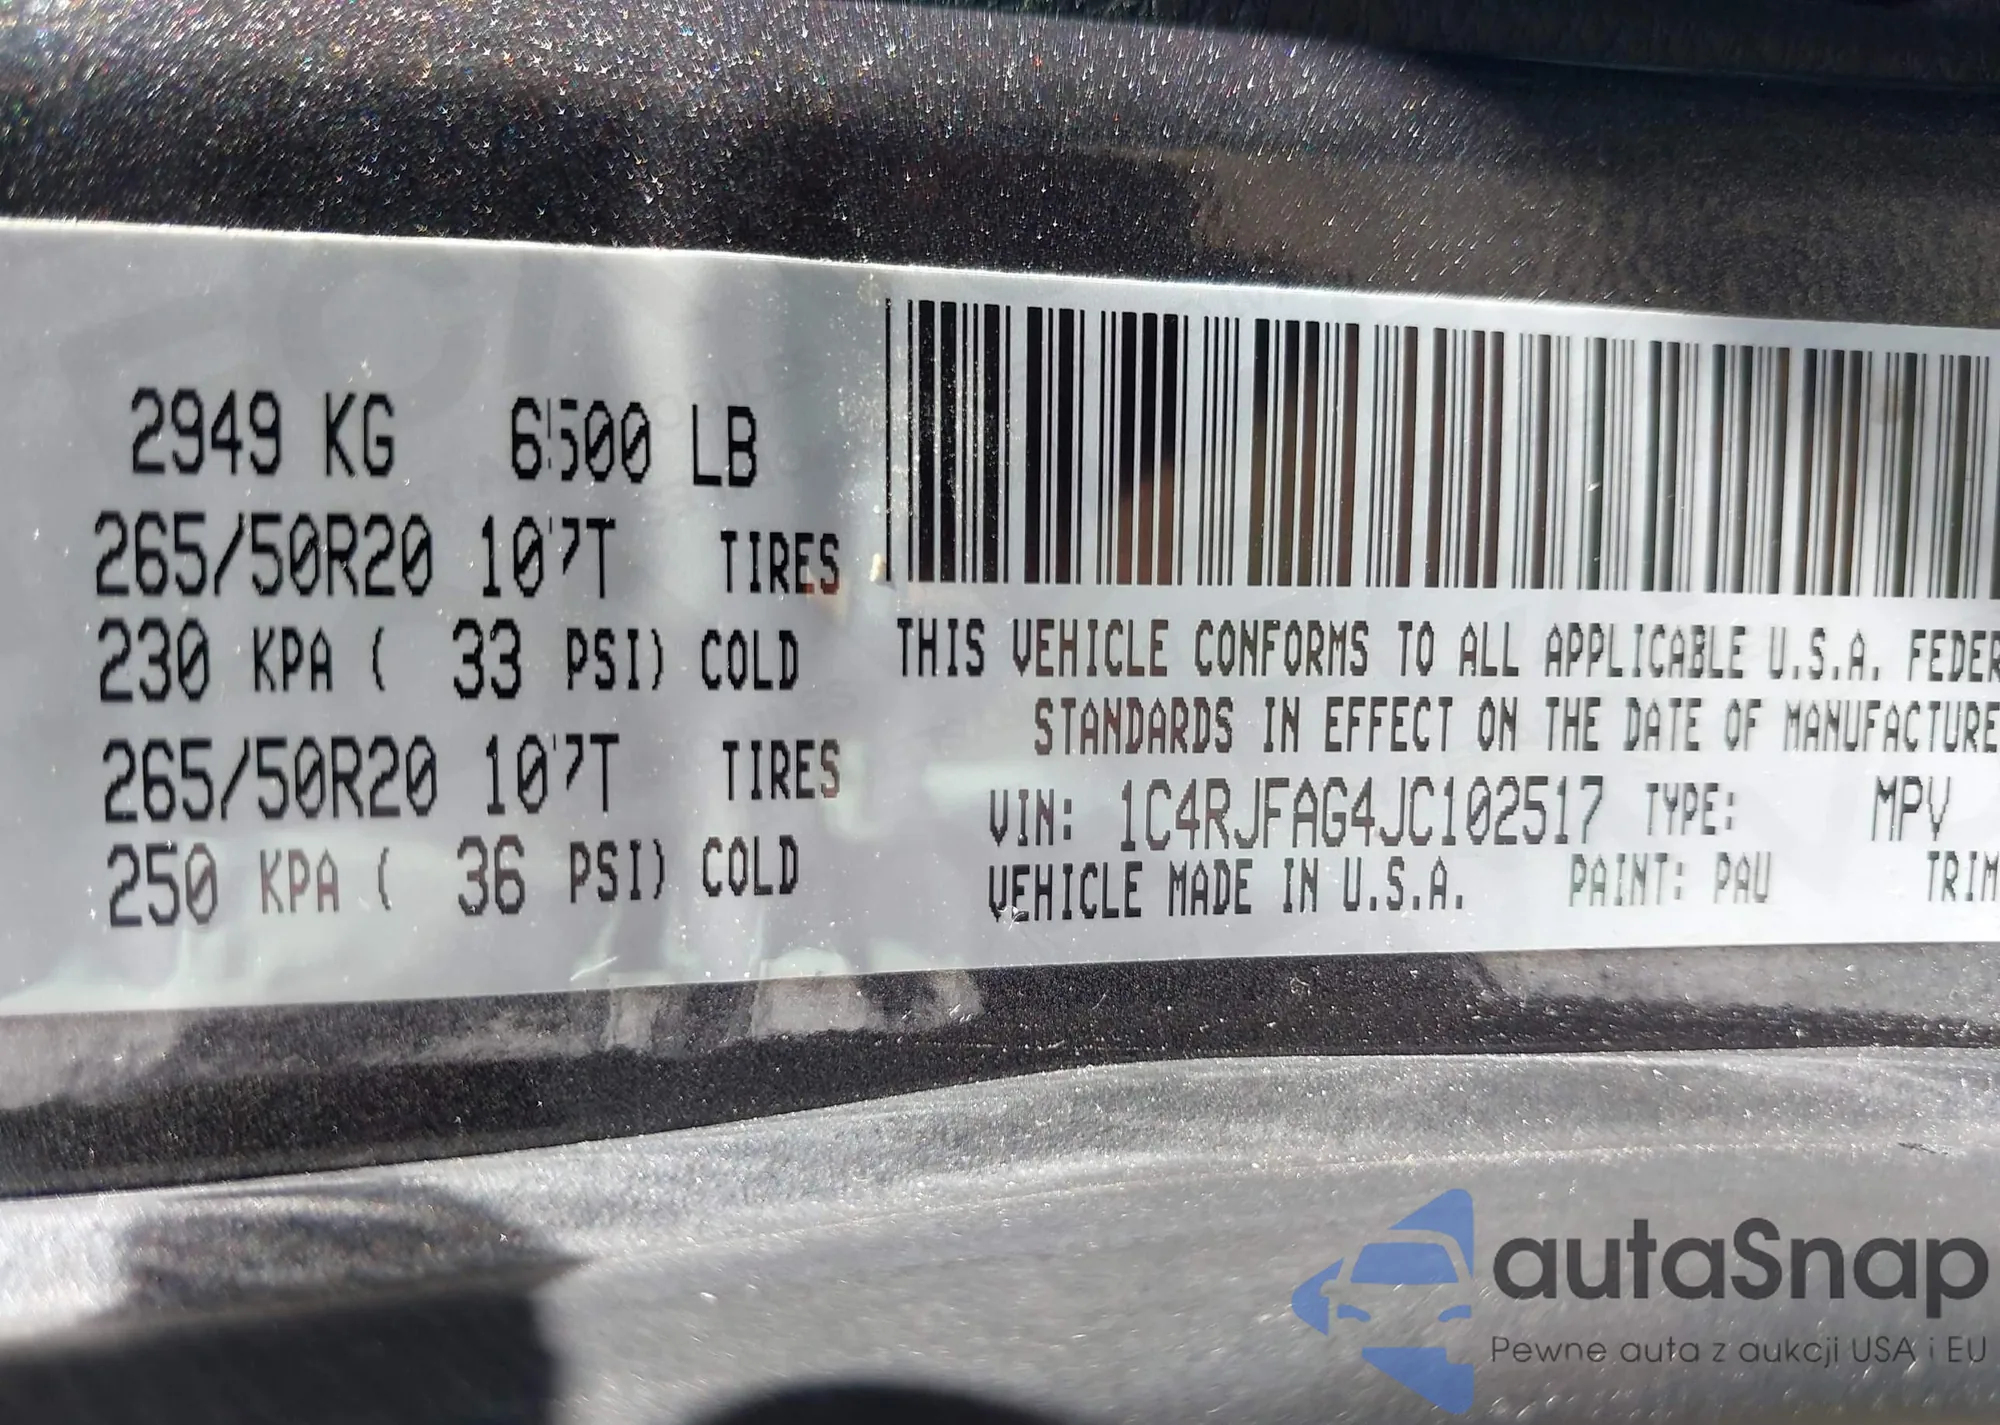 2949 KG 6500 LB
265/50R20 107T TIRES
230 KPA ( 33 PSI) COLD
265/50R20 107T TIRES
250 KPA ( 36 PSI) COLD
THIS VEHICLE CONFORMS TO ALL APPLICABLE U.S.A. FEDER
STANDARDS IN EFFECT ON THE DATE OF MANUFACTURE
VIN: 1C4RJFAG4JC102517 TYPE: MPV
VEHICLE MADE IN U.S.A. PAINT: PAU TRIM
autaSnap
Pewne auta z aukcji USA i EU